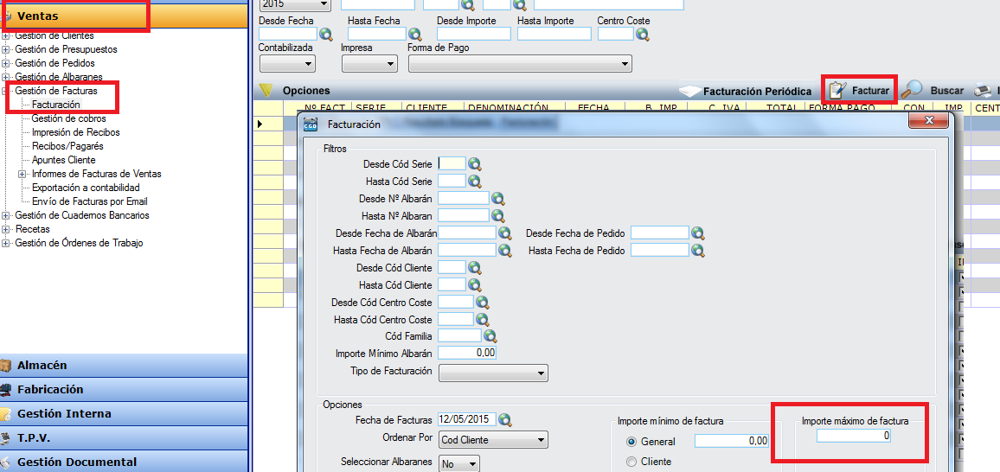 Ventas
Gestión de Clientes
Gestión de Presupuestos
Gestión de Pedidos
Gestión de Albaranes
Gestión de Facturas
Facturación
Gestión de cobros
Impresión de Recibos
Recibos/Pagarés
Apuntes Cliente
Informes de Facturas de Ventas
Exportación a contabilidad
Envío de Facturas por Email
Gestión de Cuadernos Bancarios
Recetas
Gestión de Órdenes de Trabajo
Almacén
Fabricación
Gestión Interna
T.P.V.
Gestión Documental
2015
Desde Fecha Hasta Fecha Desde Importe Hasta Importe Centro Coste
Contabilizada Impresa Forma de Pago
Opciones Facturación Periódica Facturar Buscar
Nº FACT SERIE CLIENTE DENOMINACIÓN FECHA B. IMP. C. IVA TOTAL FORMA PAGO CON. IMP. CENT
CGD Facturación
Filtros
Desde Cód Serie
Hasta Cód Serie
Desde Nº Albarán
Hasta Nº Albaran
Desde Fecha de Albarán Desde Fecha de Pedido
Hasta Fecha de Albarán Hasta Fecha de Pedido
Desde Cód Cliente
Hasta Cód Cliente
Desde Cód Centro Coste
Hasta Cód Centro Coste
Cód Familia
Importe Mínimo Albarán 0,00
Tipo de Facturación
Opciones
Fecha de Facturas 12/05/2015 Importe mínimo de factura Importe máximo de factura
Ordenar Por Cod Cliente General 0,00 0
Seleccionar Albaranes No Cliente